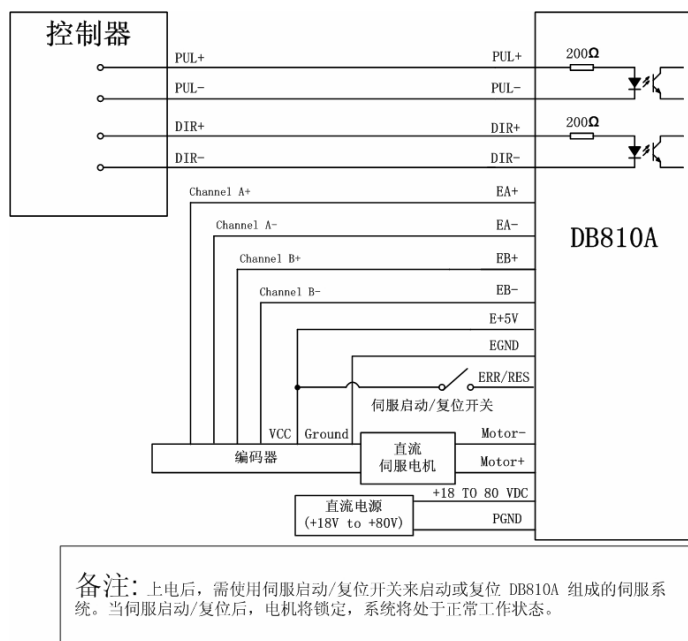 控制器
PUL+ PUL+ 200Ω
PUL- PUL-
DIR+ DIR+ 200Ω
DIR- DIR-
Channel A+ EA+
Channel A- EA-
DB810A
Channel B+ EB+
Channel B- EB-
E+5V
EGND
ERR/RES
伺服启动/复位开关
VCC Ground Motor-
编码器 直流
伺服电机 Motor+
+18 TO 80 VDC
直流电源
(+18V to +80V) PGND
备注: 上电后，需使用伺服启动/复位开关来启动或复位 DB810A 组成的伺服系
统。当伺服启动/复位后，电机将锁定，系统将处于正常工作状态。